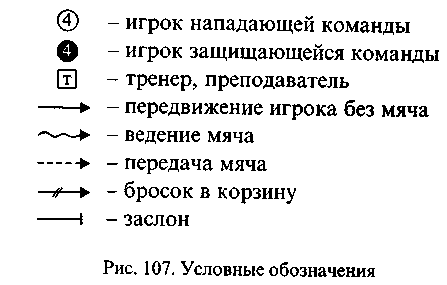 ④ – игрок нападающей команды
❹ – игрок защищающейся команды
Т – тренер, преподаватель
– передвижение игрока без мяча
– ведение мяча
– передача мяча
– бросок в корзину
– заслон
Рис. 107. Условные обозначения